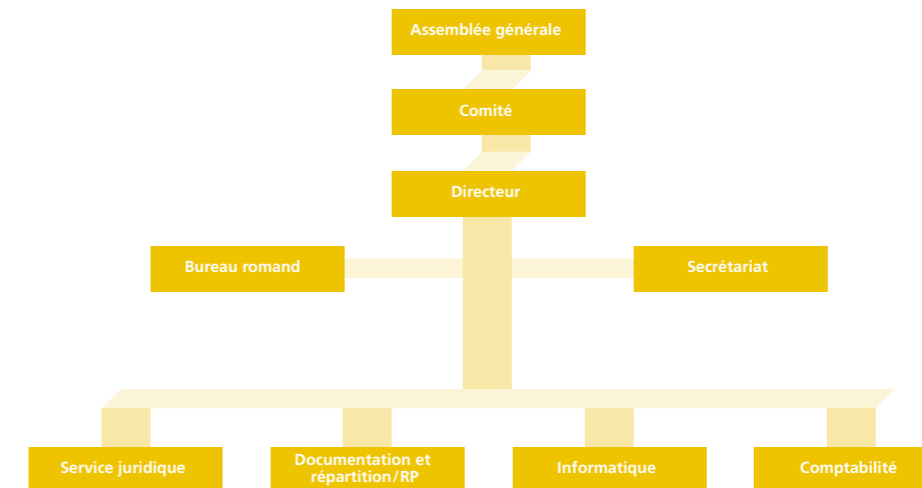 Assemblée générale
Comité
Directeur
Bureau romand
Secrétariat
Service juridique
Documentation et
répartition/RP
Informatique
Comptabilité